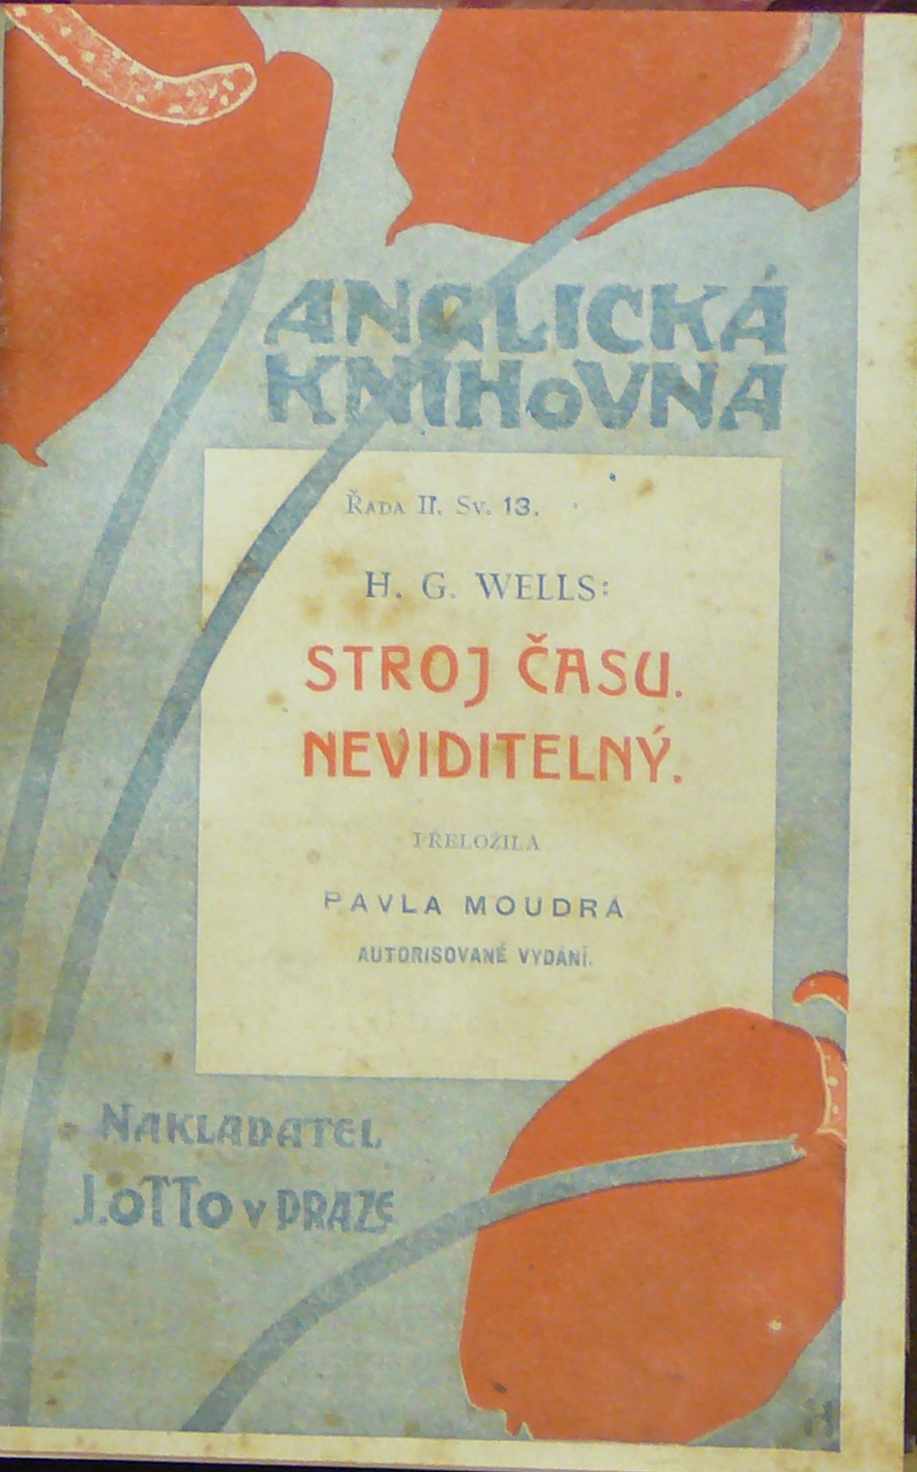 ANGLICKÁ
KNIHOVNA
Řada II. Sv. 13.
H. G. WELLS:
STROJ ČASU.
NEVIDITELNÝ.
PŘELOŽILA
PAVLA MOUDRÁ
AUTORISOVANÉ VYDÁNÍ.
NAKLADATEL
J. OTTO v PRAZE
H